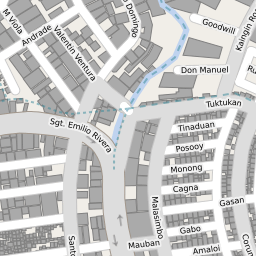 M Viola
Andrade
Valentin Ventura
Domingo
Goodwill
Kaingin Ro
Don Manuel
Tuktukan
Sgt. Emilio Rivera
Tinaduan
Posooy
Monong
Cagna
Gasan
Malasimbo
Santo
Mauban
Gabo
Amaloi
Corun